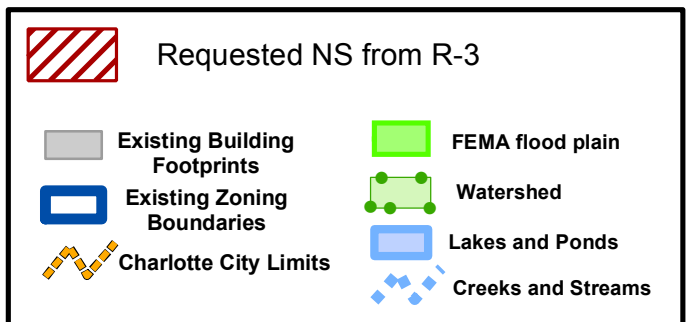 Requested NS from R-3
Existing Building
Footprints
Existing Zoning
Boundaries
Charlotte City Limits
FEMA flood plain
Watershed
Lakes and Ponds
Creeks and Streams